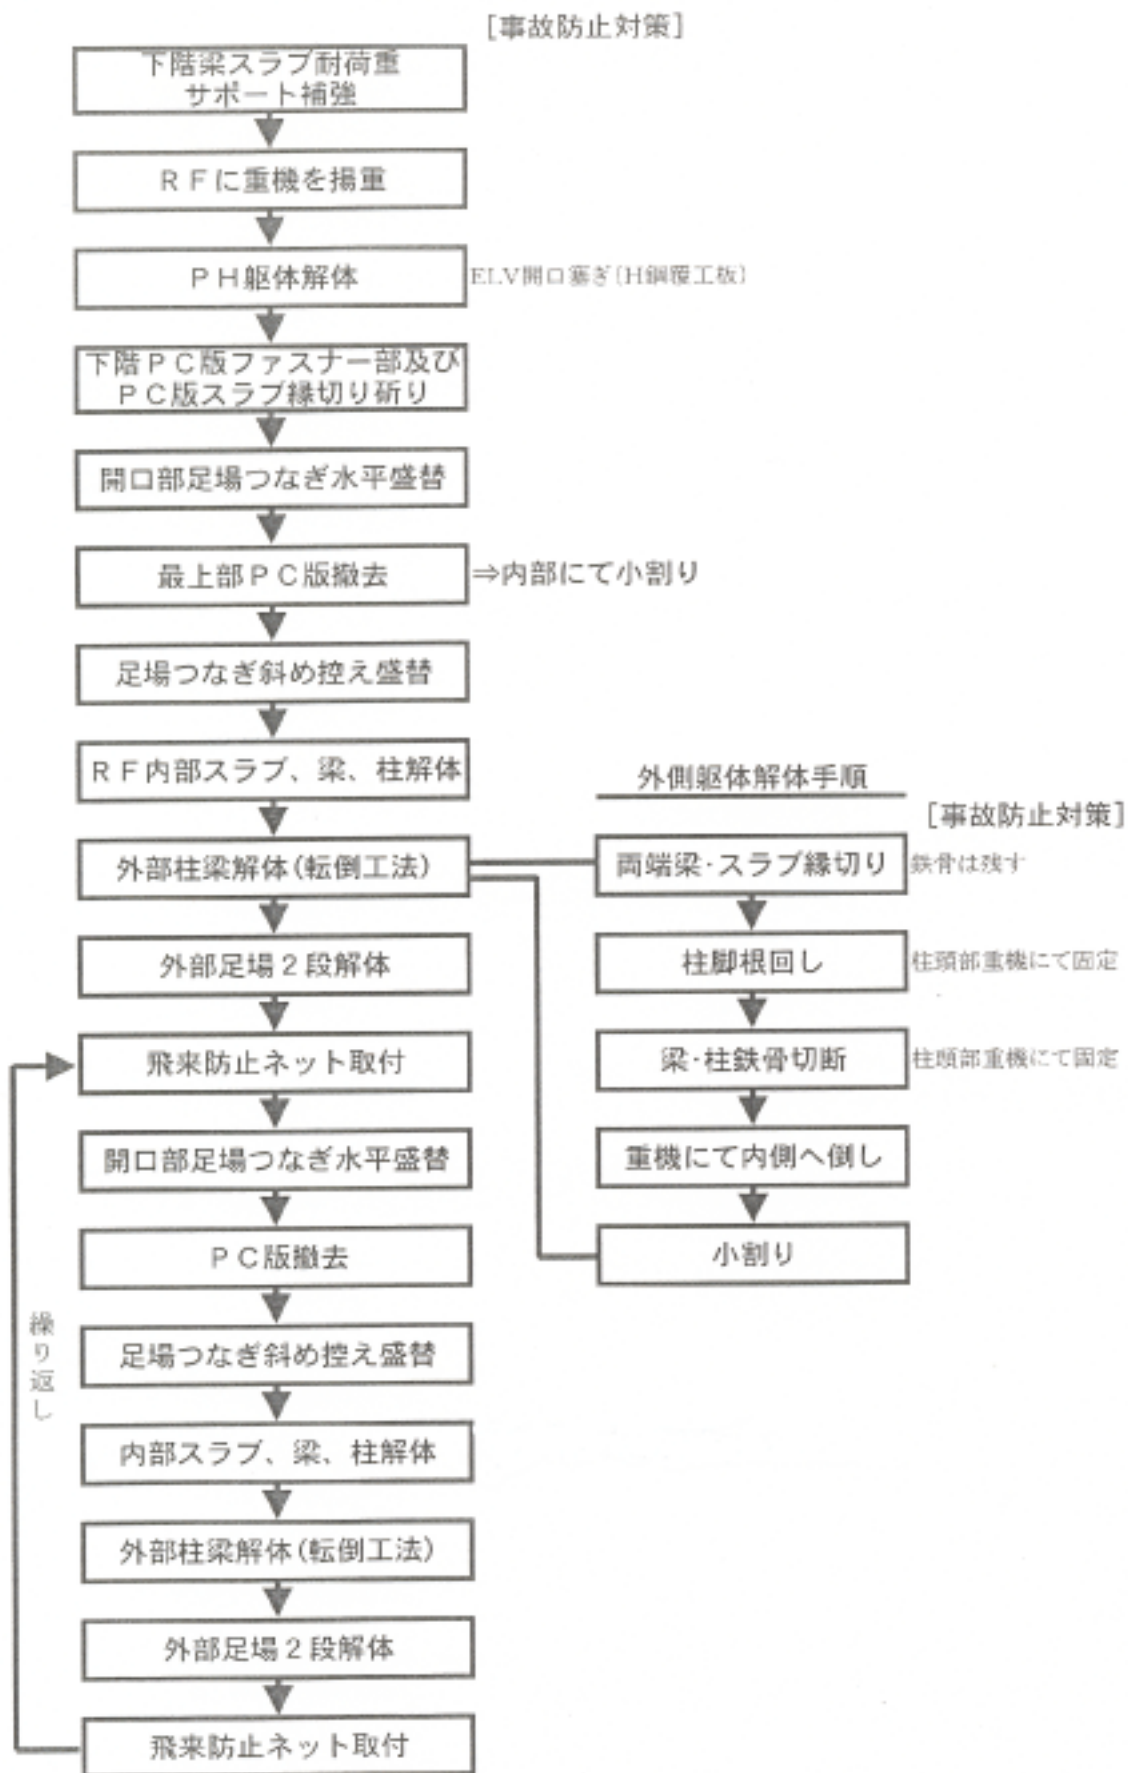 [事故防止対策]
下階梁スラブ耐荷重
サポート補強
RFに重機を揚重
PH躯体解体
ELV開口塞ぎ(H鋼覆工板)
下階PC版ファスナー部及び
PC版スラブ縁切り斫り
開口部足場つなぎ水平盛替
最上部PC版撤去
⇒内部にて小割り
足場つなぎ斜め控え盛替
RF内部スラブ、梁、柱解体
外部柱梁解体(転倒工法)
外部足場2段解体
飛来防止ネット取付
開口部足場つなぎ水平盛替
PC版撤去
足場つなぎ斜め控え盛替
内部スラブ、梁、柱解体
外部柱梁解体(転倒工法)
外部足場2段解体
飛来防止ネット取付
繰り返し
外側躯体解体手順
[事故防止対策]
両端梁・スラブ縁切り
鉄骨は残す
柱脚根回し
柱頭部重機にて固定
梁・柱鉄骨切断
柱頭部重機にて固定
重機にて内側へ倒し
小割り